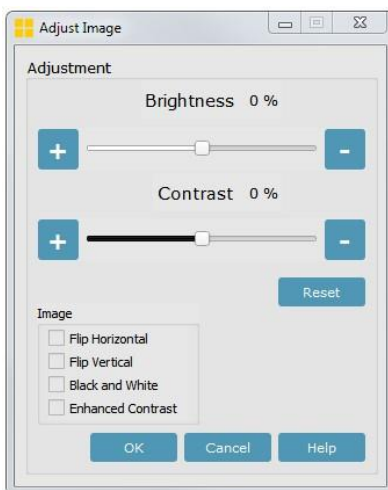 Adjust Image
Adjustment
Brightness 0 %
+ -
Contrast 0 %
+ -
Reset
Image
Flip Horizontal
Flip Vertical
Black and White
Enhanced Contrast
OK Cancel Help